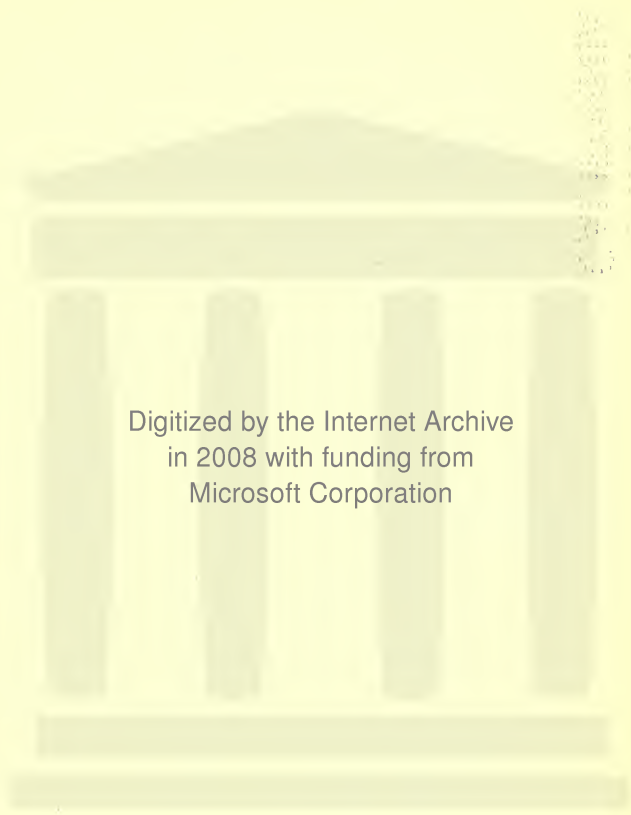 Digitized by the Internet Archive
in 2008 with funding from
Microsoft Corporation